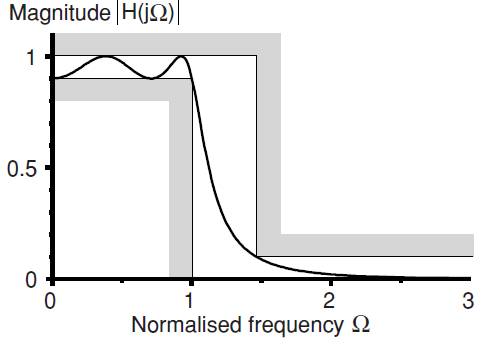 Magnitude |H(jΩ)|
1
0.5
0
0 1 2 3
Normalised frequency Ω